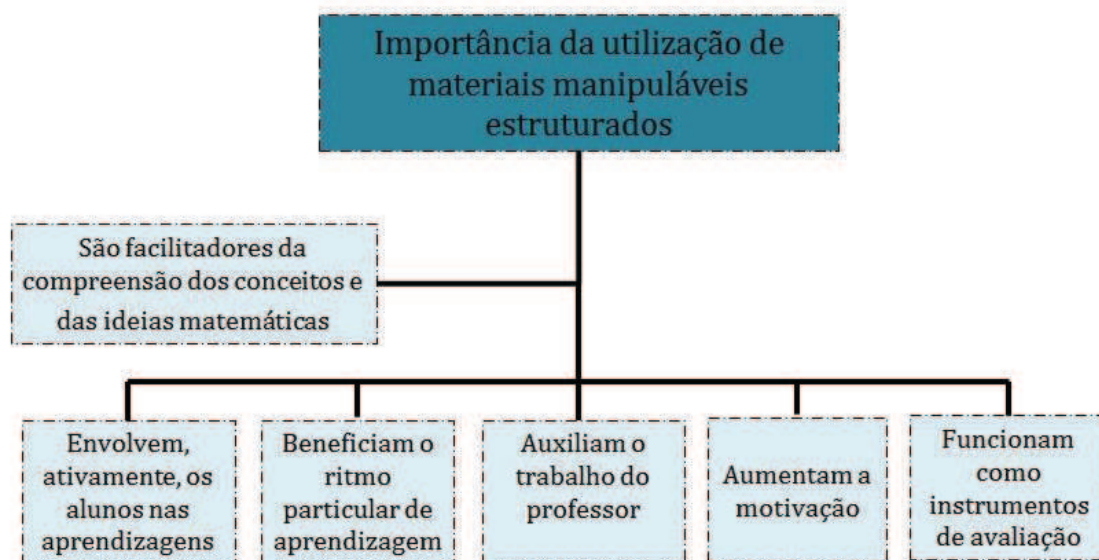 Importância da utilização de
materiais manipuláveis
estruturados
São facilitadores da
compreensão dos conceitos e
das ideias matemáticas
Envolvem,
ativamente, os
alunos nas
aprendizagens
Beneficiam o
ritmo
particular de
aprendizagem
Auxiliam o
trabalho do
professor
Aumentam a
motivação
Funcionam
como
instrumentos
de avaliação